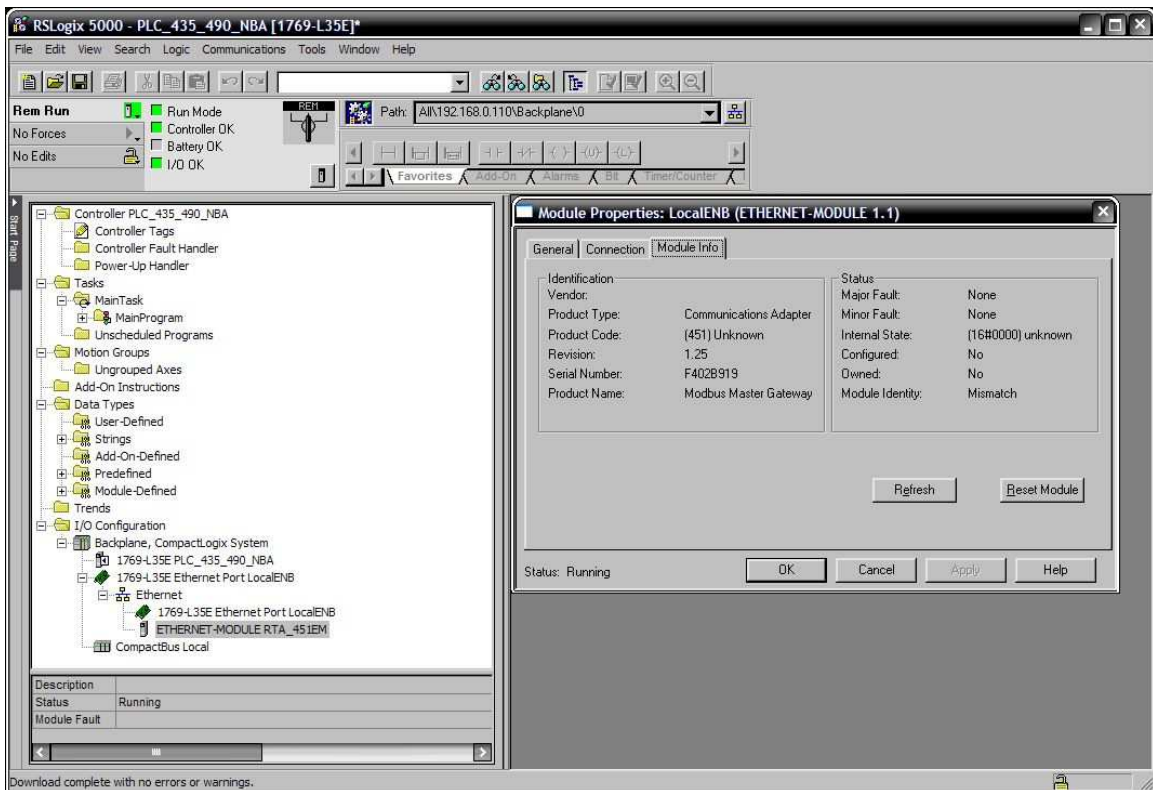 RSLogix 5000 - PLC_435_490_NBA [1769-L35E]*
File Edit View Search Logic Communications Tools Window Help
Rem Run
No Forces
No Edits
Run Mode
Controller OK
Battery OK
I/O OK
REM
Path: AB\192.168.0.110\Backplane\0
Favorites Add-On Alarms Bit Timer/Counter
Start Page
Controller PLC_435_490_NBA
Controller Tags
Controller Fault Handler
Power-Up Handler
Tasks
MainTask
MainProgram
Unscheduled Programs
Motion Groups
Ungrouped Axes
Add-On Instructions
Data Types
User-Defined
Strings
Add-On-Defined
Predefined
Module-Defined
Trends
I/O Configuration
Backplane, CompactLogix System
1769-L35E PLC_435_490_NBA
1769-L35E Ethernet Port LocalENB
Ethernet
1769-L35E Ethernet Port LocalENB
ETHERNET-MODULE RTA_451EM
CompactBus Local
Description
Status Running
Module Fault
Module Properties: LocalENB (ETHERNET-MODULE 1.1)
General Connection Module Info
Identification
Vendor:
Product Type: Communications Adapter
Product Code: (451) Unknown
Revision: 1.25
Serial Number: F402B919
Product Name: Modbus Master Gateway
Status
Major Fault: None
Minor Fault: None
Internal State: (16#0000) unknown
Configured: No
Owned: No
Module Identity: Mismatch
Refresh Reset Module
Status: Running OK Cancel Apply Help
Download complete with no errors or warnings.